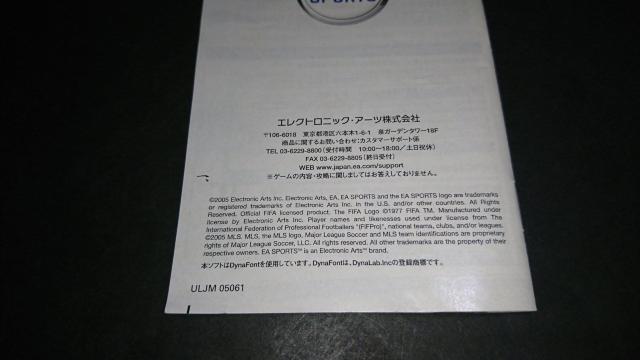 SPORTS
エレクトロニック・アーツ株式会社
〒106-6018 東京都港区六本木1-6-1 泉ガーデンタワー18F
商品に関するお問い合わせ:カスタマーサポート係
TEL 03-6229-8800(受付時間 10:00~18:00/土日祝休)
FAX 03-6229-8805(終日受付)
WEB www.japan.ea.com/support
※ゲームの内容・攻略に関しましてはお答えしておりません。
©2005 Electronic Arts Inc. Electronic Arts, EA, EA SPORTS and the EA SPORTS logo are trademarks
or registered trademarks of Electronic Arts Inc. in the U.S. and/or other countries. All Rights
Reserved. Official FIFA licensed product. The FIFA Logo ©1977 FIFA TM. Manufactured under
license by Electronic Arts Inc. Player names and likenesses used under license from The
International Federation of Professional Footballers ("FIFPro"), national teams, clubs, and/or leagues.
©2005 MLS. MLS, the MLS logo, Major League Soccer and MLS team identifications are proprietary
rights of Major League Soccer, LLC. All rights reserved. All other trademarks are the property of their
respective owners. EA SPORTS™ is an Electronic Arts™ brand.
本ソフトはDynaFontを使用しています。DynaFontは、DynaLab.Incの登録商標です。
ULJM 05061